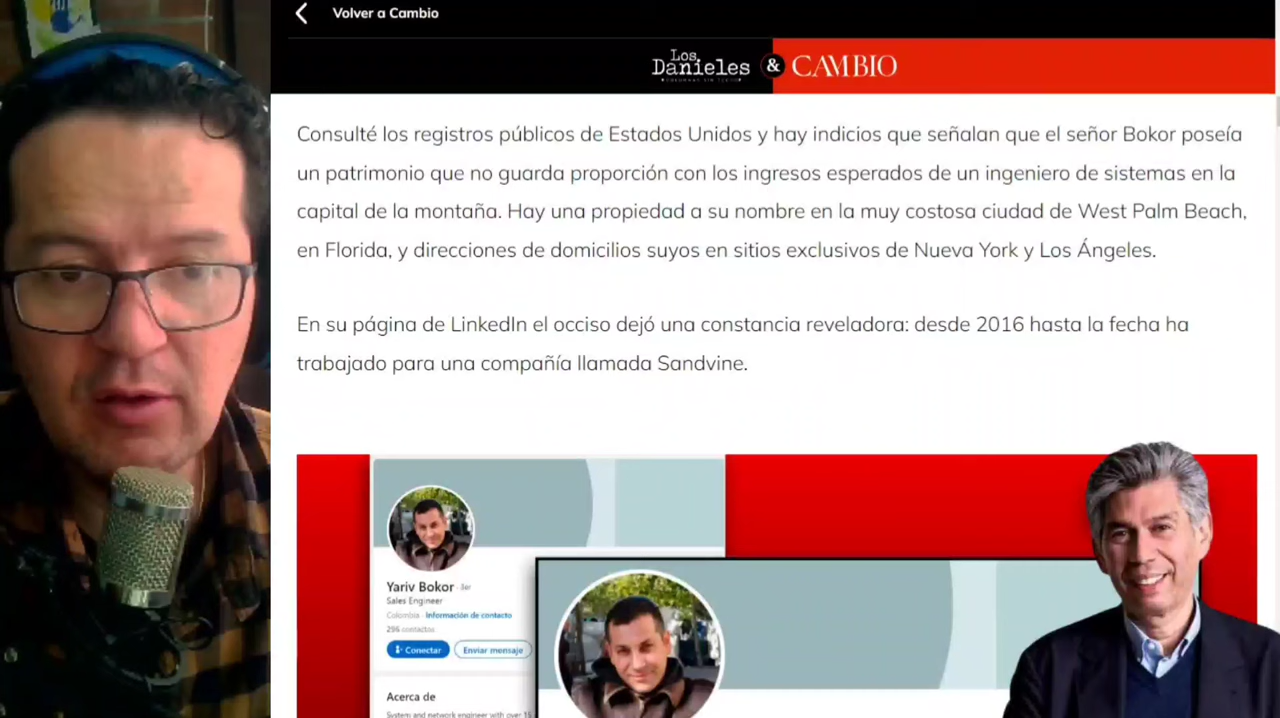 Volver a Cambio
Los Danieles & CAMBIO
Consulté los registros públicos de Estados Unidos y hay indicios que señalan que el señor Bokor poseía
un patrimonio que no guarda proporción con los ingresos esperados de un ingeniero de sistemas en la
capital de la montaña. Hay una propiedad a su nombre en la muy costosa ciudad de West Palm Beach,
en Florida, y direcciones de domicilios suyos en sitios exclusivos de Nueva York y Los Ángeles.
En su página de LinkedIn el occiso dejó una constancia reveladora: desde 2016 hasta la fecha ha
trabajado para una compañía llamada Sandvine.
Yariv Bokor · 3er
Sales Engineer
Colombia · Información de contacto
296 contactos
Conectar
Enviar mensaje
Acerca de
System and network engineer with over 15